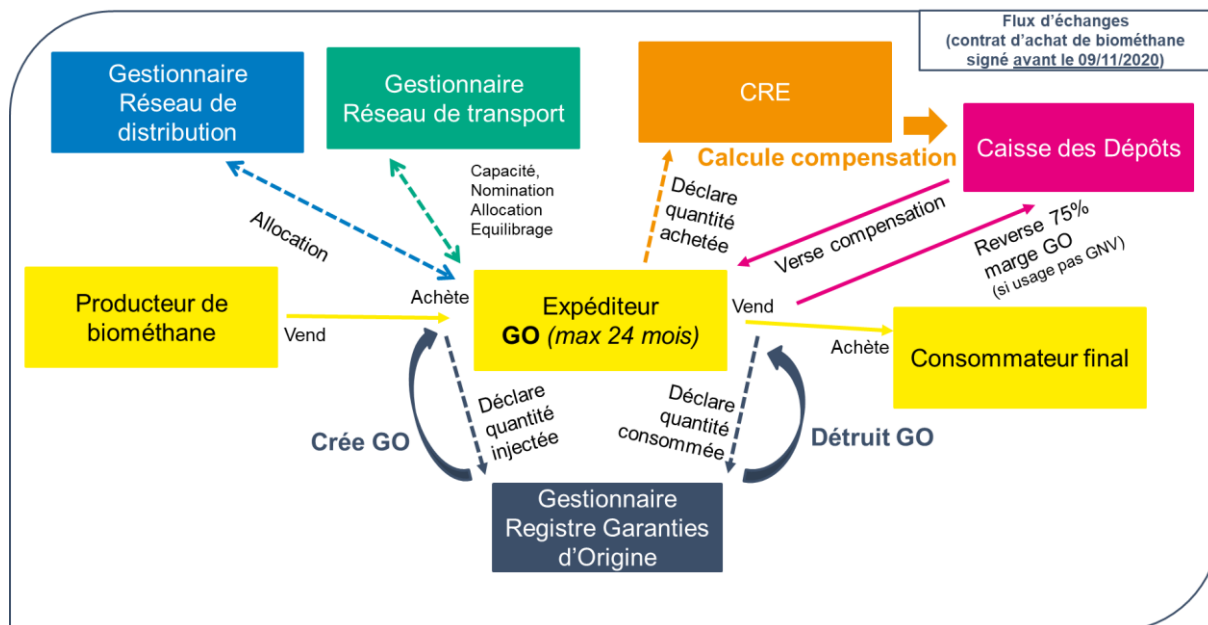 Flux d'échanges
(contrat d'achat de biométhane
signé avant le 09/11/2020)
Gestionnaire
Réseau de
distribution
Gestionnaire
Réseau de transport
CRE
Caisse des Dépôts
Calcule compensation
Capacité,
Nomination
Allocation
Equilibrage
Déclare
quantité
achetée
Allocation
Verse compensation
Reverse 75%
marge GO
(si usage pas GNV)
Producteur de
biométhane
Vend
Achète
Expéditeur
GO (max 24 mois)
Vend
Achète
Consommateur final
Crée GO
Déclare
quantité
injectée
Déclare
quantité
consommée
Détruit GO
Gestionnaire
Registre Garanties
d'Origine